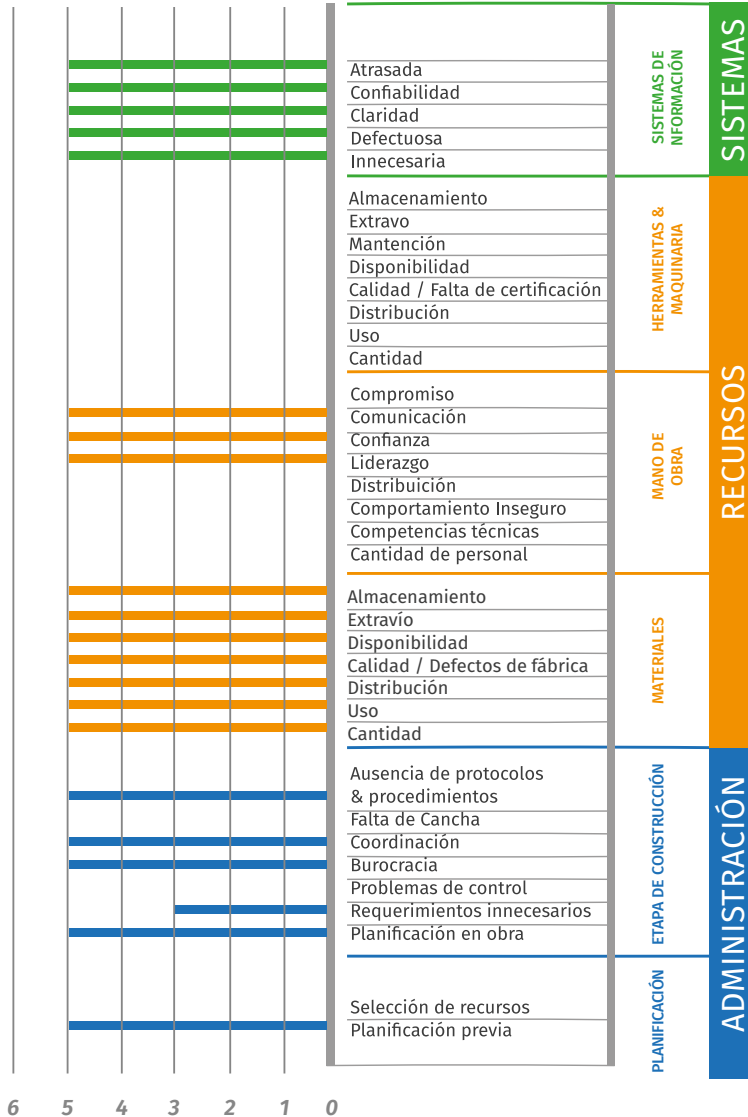 SISTEMAS
SISTEMAS DE
NFORMACIÓN
Atrasada
Confiabilidad
Claridad
Defectuosa
Innecesaria
RECURSOS
HERRAMIENTAS &
MAQUINARIA
Almacenamiento
Extravo
Mantención
Disponibilidad
Calidad / Falta de certificación
Distribución
Uso
Cantidad
MANO DE
OBRA
Compromiso
Comunicación
Confianza
Liderazgo
Distribuición
Comportamiento Inseguro
Competencias técnicas
Cantidad de personal
MATERIALES
Almacenamiento
Extravío
Disponibilidad
Calidad / Defectos de fábrica
Distribución
Uso
Cantidad
ADMINISTRACIÓN
ETAPA DE CONSTRUCCIÓN
Ausencia de protocolos
& procedimientos
Falta de Cancha
Coordinación
Burocracia
Problemas de control
Requerimientos innecesarios
Planificación en obra
PLANIFICACIÓN
Selección de recursos
Planificación previa
6 5 4 3 2 1 0